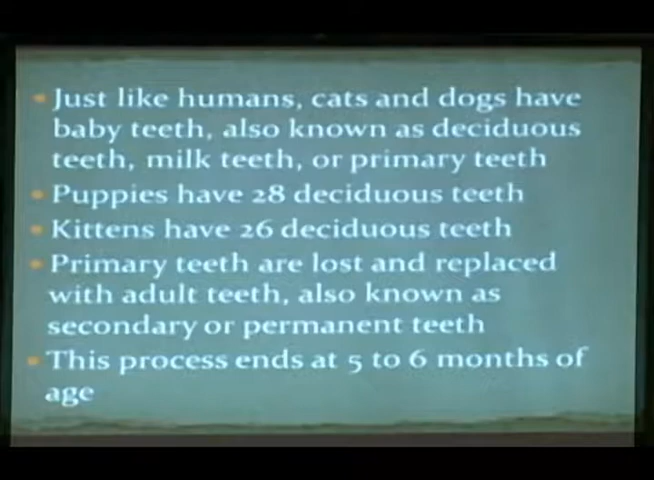 • Just like humans, cats and dogs have
baby teeth, also known as deciduous
teeth, milk teeth, or primary teeth
• Puppies have 28 deciduous teeth
• Kittens have 26 deciduous teeth
• Primary teeth are lost and replaced
with adult teeth, also known as
secondary or permanent teeth
• This process ends at 5 to 6 months of
age